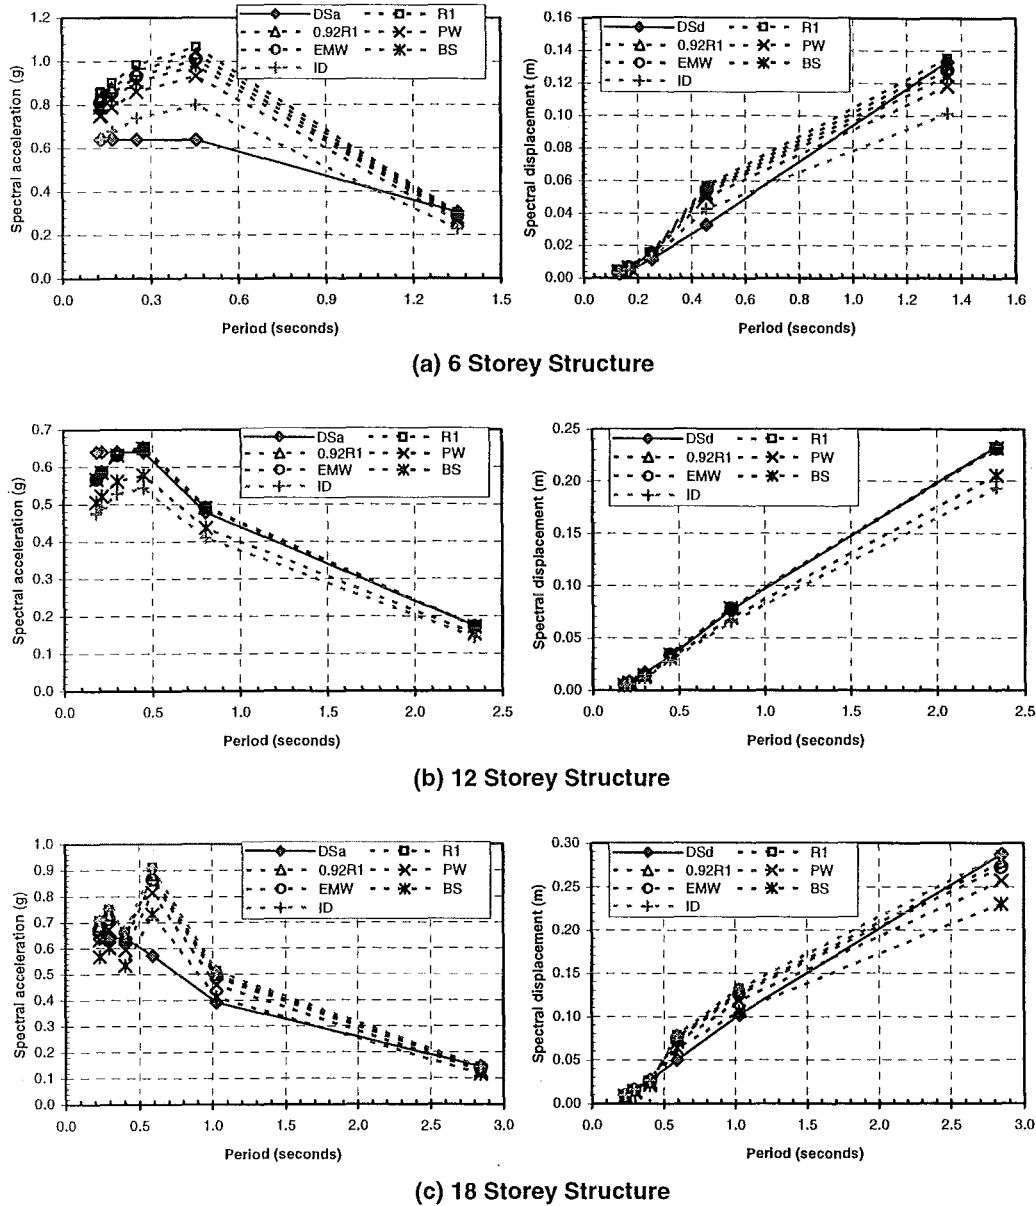 1.2
1.0
0.8
0.6
0.4
0.2
0.0
Spectral acceleration (g)
DSa
R1
0.92R1
PW
EMW
BS
ID
0.0 0.3 0.6 0.9 1.2 1.5
Period (seconds)
0.16
0.14
0.12
0.10
0.08
0.06
0.04
0.02
0.00
Spectral displacement (m)
DSd
R1
0.92R1
PW
EMW
BS
ID
0.0 0.2 0.4 0.6 0.8 1.0 1.2 1.4 1.6
Period (seconds)
(a) 6 Storey Structure
0.7
0.6
0.5
0.4
0.3
0.2
0.1
0.0
Spectral acceleration (g)
DSa
R1
0.92R1
PW
EMW
BS
ID
0.0 0.5 1.0 1.5 2.0 2.5
Period (seconds)
0.25
0.20
0.15
0.10
0.05
0.00
Spectral displacement (m)
DSd
R1
0.92R1
PW
EMW
BS
ID
0.0 0.5 1.0 1.5 2.0 2.5
Period (seconds)
(b) 12 Storey Structure
1.0
0.9
0.8
0.7
0.6
0.5
0.4
0.3
0.2
0.1
0.0
Spectral acceleration (g)
DSa
R1
0.92R1
PW
EMW
BS
ID
0.0 0.5 1.0 1.5 2.0 2.5 3.0
Period (seconds)
0.30
0.25
0.20
0.15
0.10
0.05
0.00
Spectral displacement (m)
DSd
R1
0.92R1
PW
EMW
BS
ID
0.0 0.5 1.0 1.5 2.0 2.5 3.0
Period (seconds)
(c) 18 Storey Structure